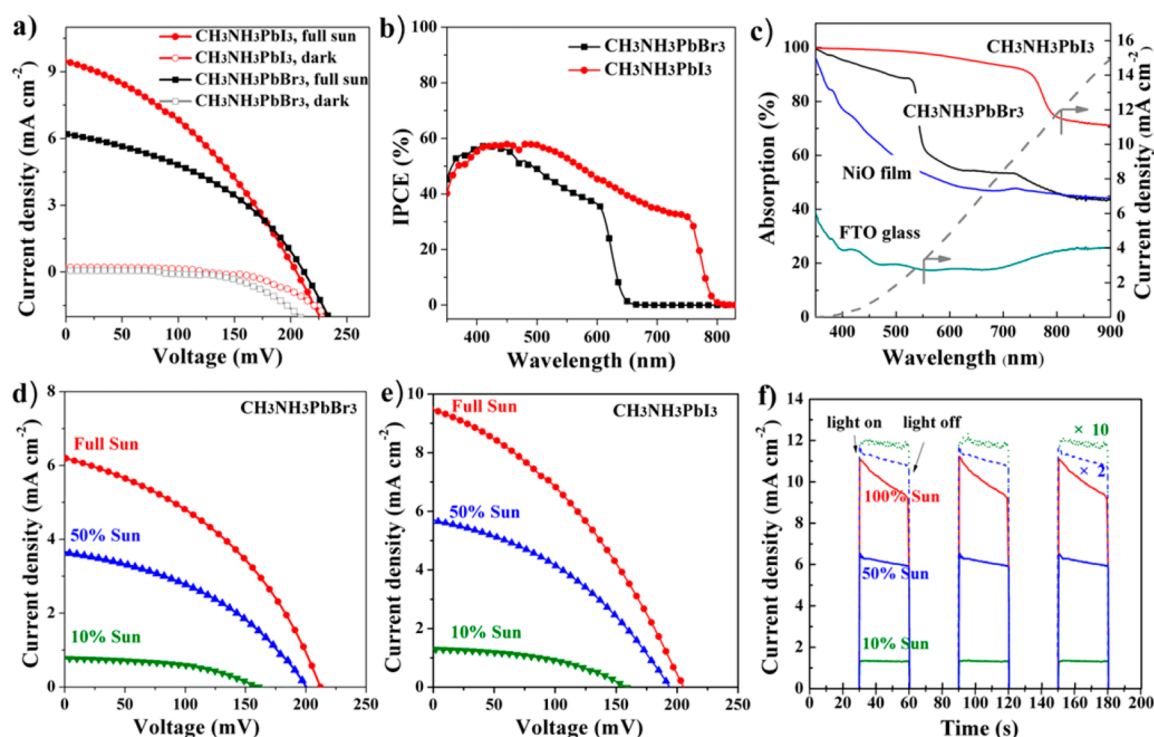 a)
CH3NH3PbI3, full sun
CH3NH3PbI3, dark
CH3NH3PbBr3, full sun
CH3NH3PbBr3, dark
Current density (mA cm-2)
9
6
3
0
0 50 100 150 200 250
Voltage (mV)
b)
CH3NH3PbBr3
CH3NH3PbI3
IPCE (%)
100
80
60
40
20
0
400 500 600 700 800
Wavelength (nm)
c)
CH3NH3PbI3
CH3NH3PbBr3
NiO film
FTO glass
Absorption (%)
100
80
60
40
20
0
400 500 600 700 800 900
Wavelength (nm)
16
14
12
10
8
6
4
2
0
Current density (mA cm-2)
d)
CH3NH3PbBr3
Full Sun
50% Sun
10% Sun
Current density (mA cm-2)
8
6
4
2
0
0 50 100 150 200 250
Voltage (mV)
e)
CH3NH3PbI3
Full Sun
50% Sun
10% Sun
Current density (mA cm-2)
10
8
6
4
2
0
0 50 100 150 200 250
Voltage (mV)
f)
light on
light off
× 10
× 2
100% Sun
50% Sun
10% Sun
Current density (mA cm-2)
14
12
10
8
6
4
2
0
0 20 40 60 80 100 120 140 160 180 200
Time (s)